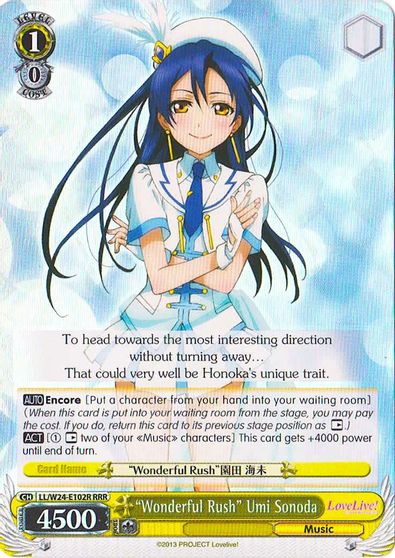 LEVEL
1
0
COST
To head towards the most interesting direction
without turning away...
That could very well be Honoka's unique trait.
AUTO Encore [Put a character from your hand into your waiting room]
(When this card is put into your waiting room from the stage, you may pay
the cost. If you do, return this card to its previous stage position as )
ACT [① two of your «Music» characters] This card gets +4000 power
until end of turn.
Card Name
"Wonderful Rush"園田 海未
CH LL/W24-E102R RRR
"Wonderful Rush" Umi Sonoda
LoveLive!
POWER
4500
SOUL
Music
©2013 PROJECT Lovelive!